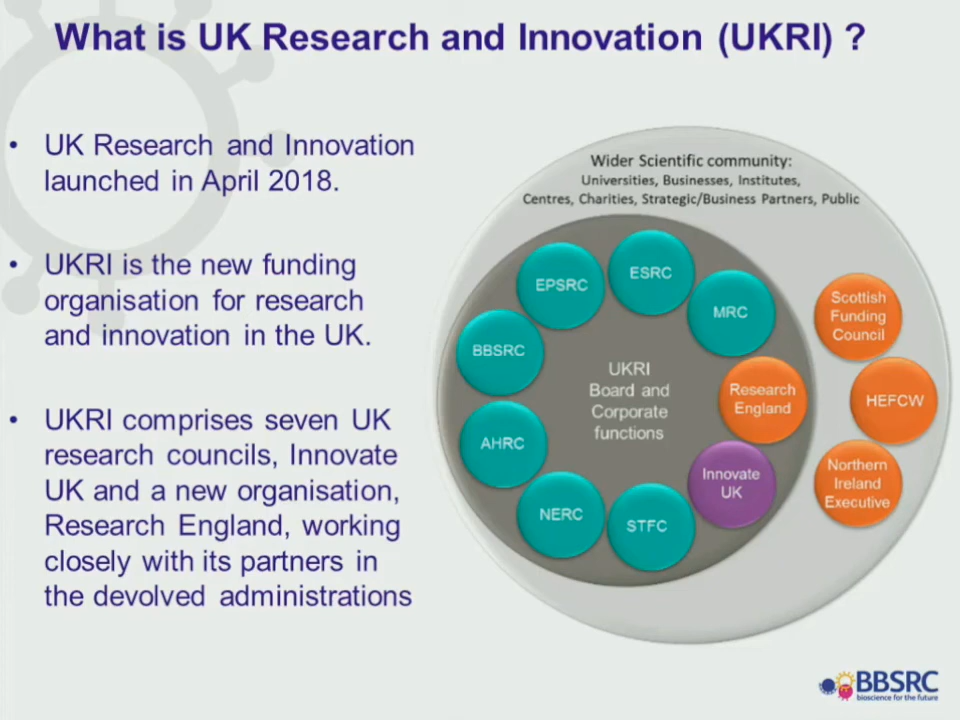 What is UK Research and Innovation (UKRI) ?
• UK Research and Innovation
launched in April 2018.
• UKRI is the new funding
organisation for research
and innovation in the UK.
• UKRI comprises seven UK
research councils, Innovate
UK and a new organisation,
Research England, working
closely with its partners in
the devolved administrations
Wider Scientific community:
Universities, Businesses, Institutes,
Centres, Charities, Strategic/Business Partners, Public
EPSRC
ESRC
MRC
BBSRC
AHRC
NERC
STFC
UKRI
Board and
Corporate
functions
Research
England
Innovate
UK
Scottish
Funding
Council
HEFCW
Northern
Ireland
Executive
BBSRC
bioscience for the future